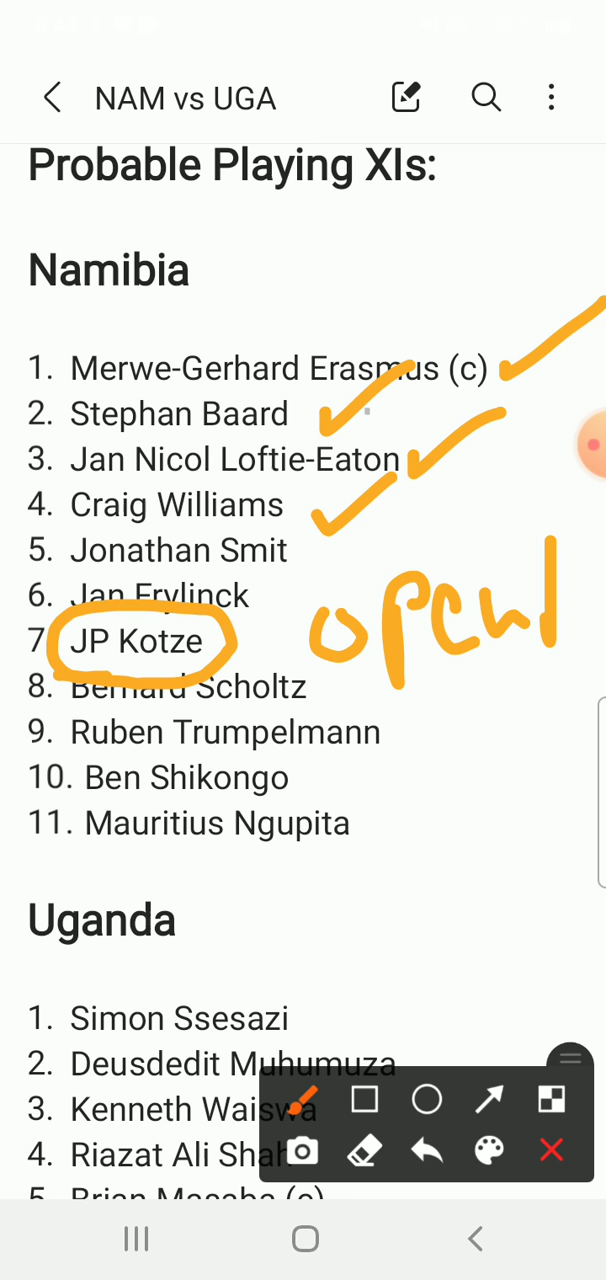 NAM vs UGA
Probable Playing XIs:
Namibia
1. Merwe-Gerhard Erasmus (c)
2. Stephan Baard
3. Jan Nicol Loftie-Eaton
4. Craig Williams
5. Jonathan Smit
6. Jan Frylinck
7 JP Kotze
open
8. Bernard Scholtz
9. Ruben Trumpelmann
10. Ben Shikongo
11. Mauritius Ngupita
Uganda
1. Simon Ssesazi
2. Deusdedit Muhumuza
3. Kenneth Waiswa
4. Riazat Ali Shah
5. Brian Masaba (c)